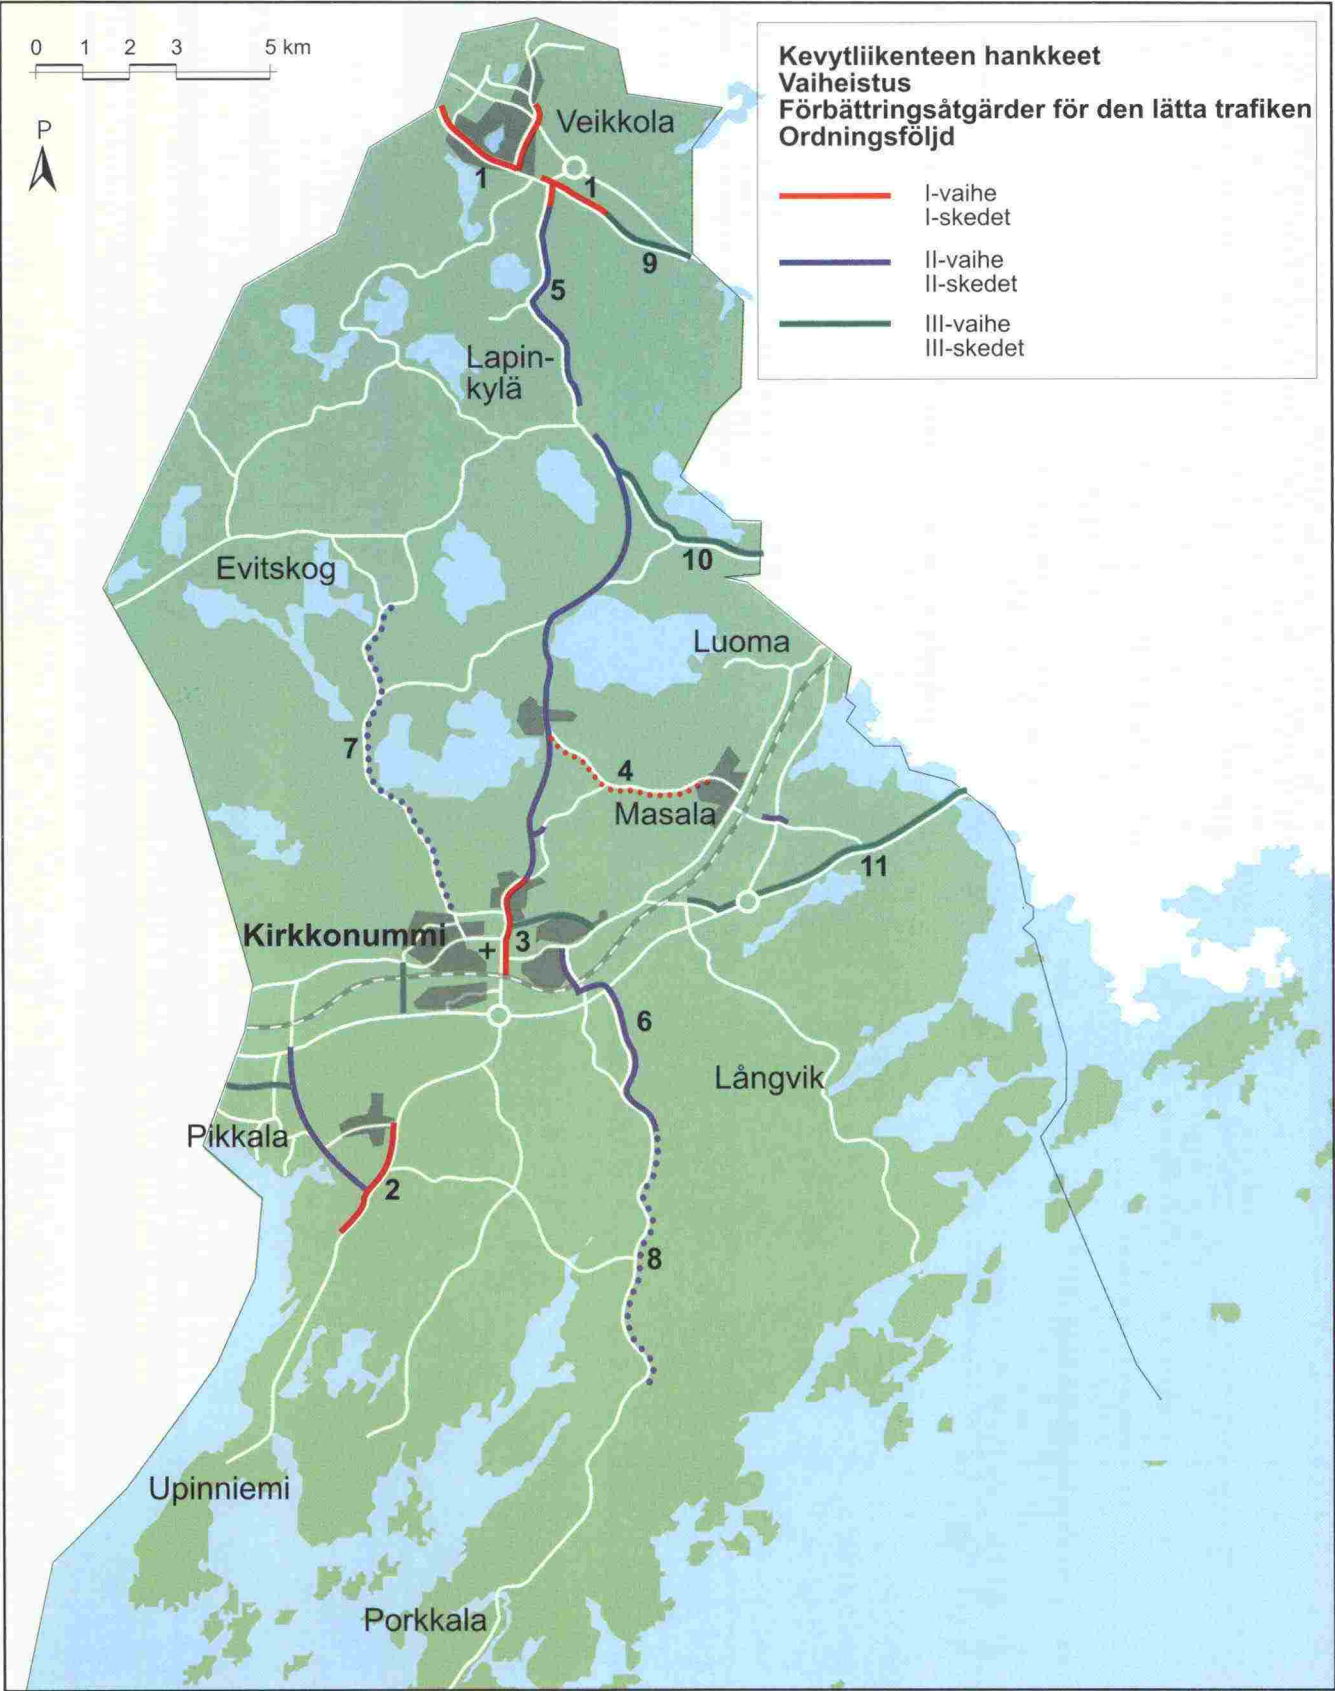 0 1 2 3 5 km
P
Kevytliikenteen hankkeet
Vaiheistus
Förbättringsåtgärder för den lätta trafiken
Ordningsföljd
I-vaihe
I-skedet
II-vaihe
II-skedet
III-vaihe
III-skedet
Veikkola
1
1
9
5
Lapin-
kylä
10
Evitskog
Luoma
7
4
Masala
11
Kirkkonummi
3
6
Långvik
Pikkala
2
8
Upinniemi
Porkkala